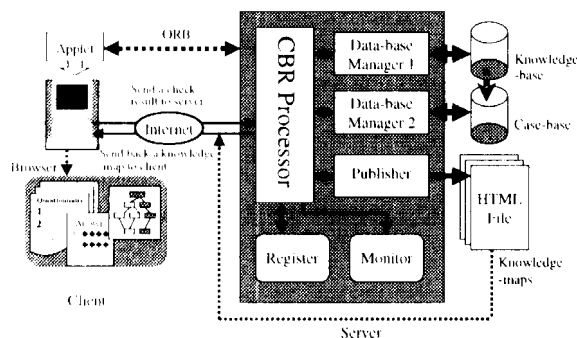 Applet
ORB
Send a check
result to server
Internet
Send back a knowledge
map to client
Browser
1
2
Client
CBR Processor
Data-base
Manager 1
Data-base
Manager 2
Publisher
Register
Monitor
Server
Knowledge
-base
Case-base
HTML
File
Knowledge
-maps